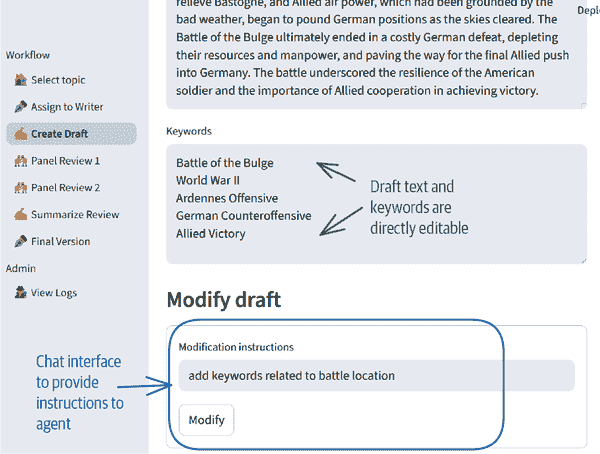 relieve Bastogne, and Allied air power, which had been grounded by the
bad weather, began to pound German positions as the skies cleared. The
Battle of the Bulge ultimately ended in a costly German defeat, depleting
their resources and manpower, and paving the way for the final Allied push
into Germany. The battle underscored the resilience of the American
soldier and the importance of Allied cooperation in achieving victory.
Workflow
Select topic
Assign to Writer
Create Draft
Panel Review 1
Panel Review 2
Summarize Review
Final Version
Admin
View Logs
Keywords
Battle of the Bulge
World War II
Ardennes Offensive
German Counteroffensive
Allied Victory
Draft text and
keywords are
directly editable
Modify draft
Modification instructions
add keywords related to battle location
Modify
Chat interface
to provide
instructions to
agent